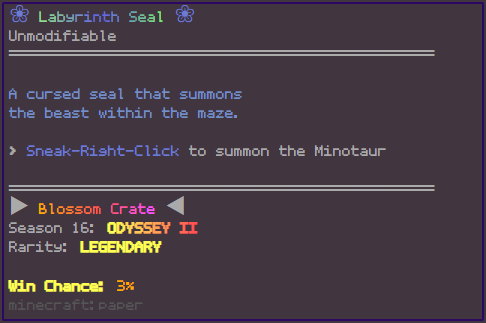 ❀ Labyrinth Seal ❀
Unmodifiable
A cursed seal that summons
the beast within the maze.
> Sneak-Right-Click to summon the Minotaur
▶ Blossom Crate ◀
Season 16: ODYSSEY II
Rarity: LEGENDARY
Win Chance: 3%
minecraft:paper